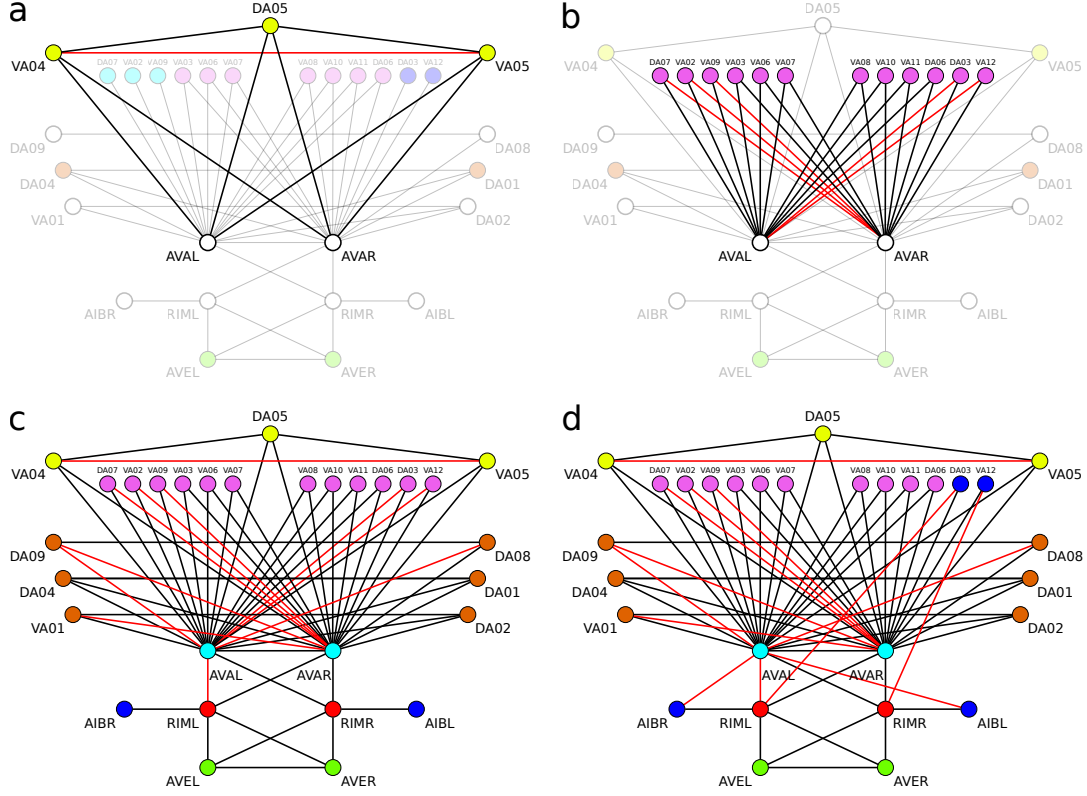 a
DA05
VA04
VA05
DA07 VA02 VA09 VA03 VA06 VA07 VA08 VA10 VA11 DA06 DA03 VA12
DA09
DA08
DA04
DA01
VA01
DA02
AVAL
AVAR
AIBR
RIML
RIMR
AIBL
AVEL
AVER
b
DA05
VA04
VA05
DA07 VA02 VA09 VA03 VA06 VA07 VA08 VA10 VA11 DA06 DA03 VA12
DA09
DA08
DA04
DA01
VA01
DA02
AVAL
AVAR
AIBR
RIML
RIMR
AIBL
AVEL
AVER
c
DA05
VA04
VA05
DA07 VA02 VA09 VA03 VA06 VA07 VA08 VA10 VA11 DA06 DA03 VA12
DA09
DA08
DA04
DA01
VA01
DA02
AVAL
AVAR
AIBR
RIML
RIMR
AIBL
AVEL
AVER
d
DA05
VA04
VA05
DA07 VA02 VA09 VA03 VA06 VA07 VA08 VA10 VA11 DA06 DA03 VA12
DA09
DA08
DA04
DA01
VA01
DA02
AVAL
AVAR
AIBR
RIML
RIMR
AIBL
AVEL
AVER